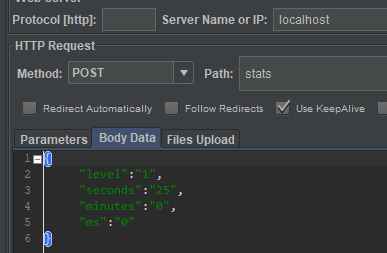 Web Server
Protocol [http]: Server Name or IP: localhost
HTTP Request
Method: POST Path: stats
Redirect Automatically Follow Redirects Use KeepAlive
Parameters Body Data Files Upload
1 {
2 "level":"1",
3 "seconds":"25",
4 "minutes":"0",
5 "ms":"0"
6 }